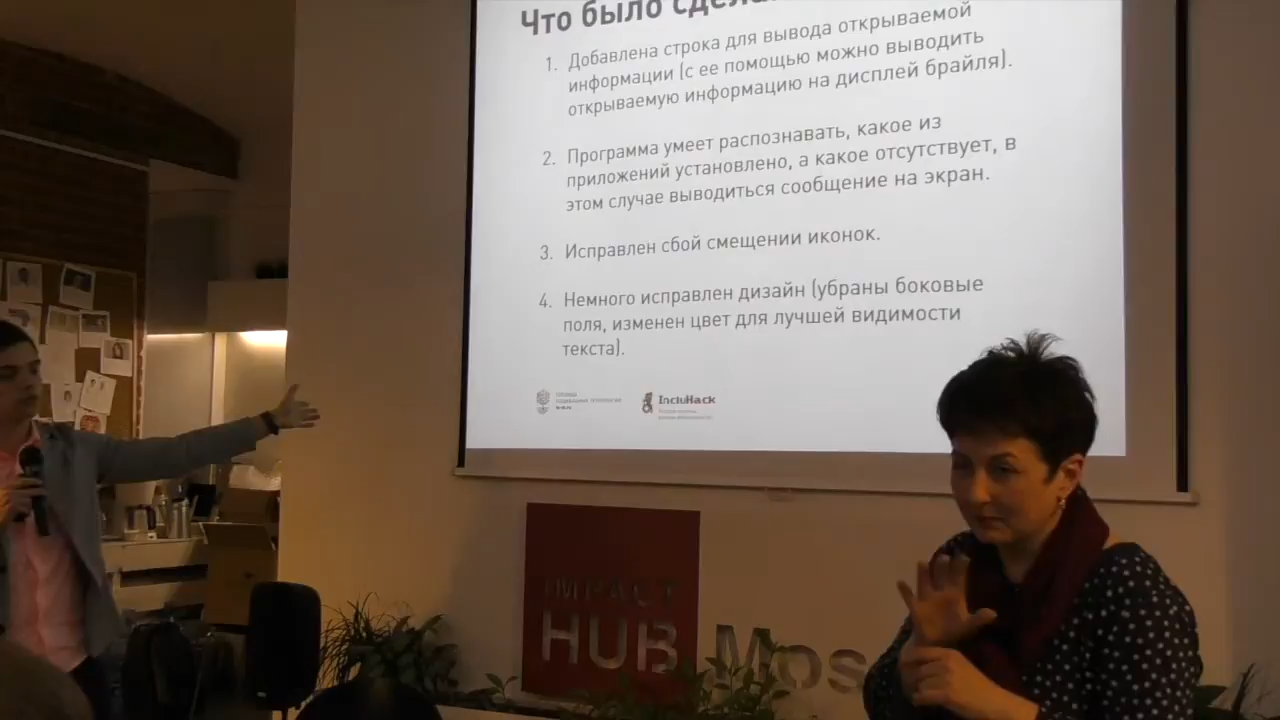 Что было
1. Добавлена строка для вывода открываемой
информации (с ее помощью можно выводить
открываемую информацию на дисплей брайля).
2. Программа умеет распознавать, какое из
приложений установлено, а какое отсутствует, в
этом случае выводиться сообщение на экран.
3. Исправлен сбой смещении иконок.
4. Немного исправлен дизайн (убраны боковые
поля, изменен цвет для лучшей видимости
текста).
IncluHack
IMPACT
HUB Mos